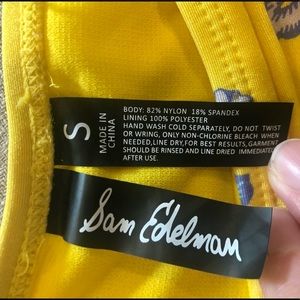 S
MADE IN
CHINA
BODY: 82% NYLON 18% SPANDEX
LINING 100% POLYESTER
HAND WASH COLD SEPARATELY, DO NOT TWIST
OR WRING, ONLY NON-CHLORINE BLEACH WHEN
NEEDED,LINE DRY,FOR BEST RESULTS, GARMENT
SHOULD BE RINSED AND LINE DRIED IMMEDIATELY
AFTER USE.
Sam Edelman